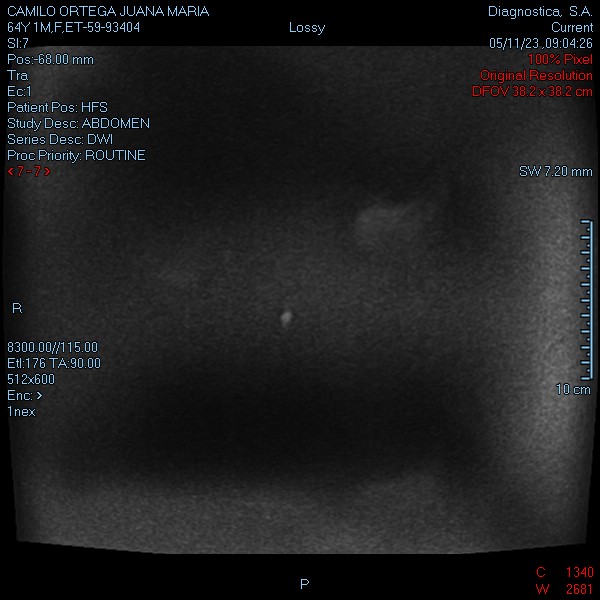 CAMILO ORTEGA JUANA MARIA
64Y 1M,F,ET-59-93404
SI:7
Pos:-68.00 mm
Tra
Ec:1
Patient Pos: HFS
Study Desc: ABDOMEN
Series Desc: DWI
Proc Priority: ROUTINE
< 7 - 7 >
Lossy
Diagnostica, S.A.
Current
05/11/23 ,09:04:26
100% Pixel
Original Resolution
DFOV 38.2 x 38.2 cm
SW 7.20 mm
R
8300.00//115.00
Etl:176 TA:90.00
512x600
Enc: >
1nex
10 cm
P
C 1340
W 2681